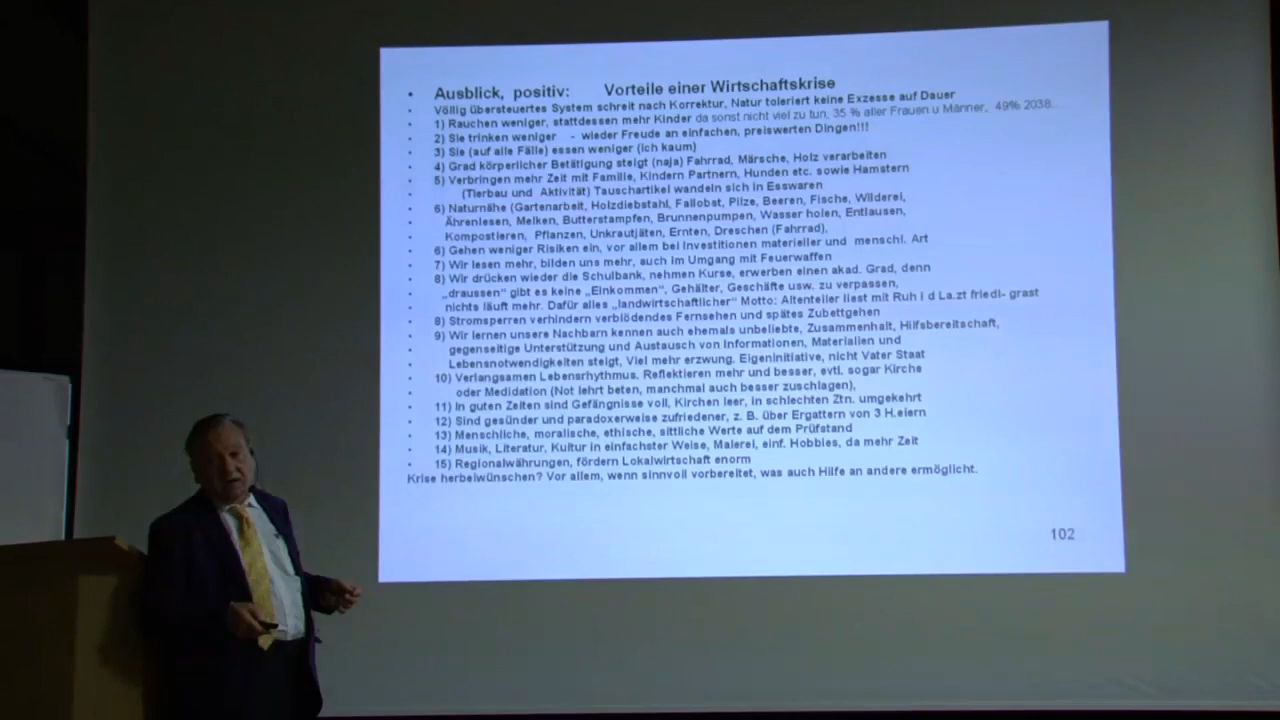 • Ausblick, positiv: Vorteile einer Wirtschaftskrise
• Völlig übersteuertes System schreit nach Korrektur, Natur toleriert keine Exzesse auf Dauer
• 1) Rauchen weniger, stattdessen mehr Kinder da sonst nicht viel zu tun, 35 % aller Frauen u Männer, 49% 2038.
• 2) Sie trinken weniger - wieder Freude an einfachen, preiswerten Dingen!!!
• 3) Sie (auf alle Fälle) essen weniger (ich kaum)
• 4) Grad körperlicher Betätigung steigt (naja) Fahrrad, Märsche, Holz verarbeiten
• 5) Verbringen mehr Zeit mit Familie, Kindern Partnern, Hunden etc. sowie Hamstern
• (Tierbau und Aktivität) Tauschartikel wandeln sich in Esswaren
• 6) Naturnähe (Gartenarbeit, Holzdiebstahl, Fallobst, Pilze, Beeren, Fische, Wilderei,
• Ährenlesen, Melken, Butterstampfen, Brunnenpumpen, Wasser holen, Entlausen,
• Kompostieren, Pflanzen, Unkrautjäten, Ernten, Dreschen (Fahrrad),
• 6) Gehen weniger Risiken ein, vor allem bei Investitionen materieller und menschl. Art
• 7) Wir lesen mehr, bilden uns mehr, auch im Umgang mit Feuerwaffen
• 8) Wir drücken wieder die Schulbank, nehmen Kurse, erwerben einen akad. Grad, denn
• „draussen“ gibt es keine „Einkommen“, Gehälter, Geschäfte usw. zu verpassen,
• nichts läuft mehr. Dafür alles „landwirtschaftlicher“ Motto: Altenteiler liest mit Ruh i d La.zt friedl- grast
• 8) Stromsperren verhindern verblödendes Fernsehen und spätes Zubettgehen
• 9) Wir lernen unsere Nachbarn kennen auch ehemals unbeliebte, Zusammenhalt, Hilfsbereitschaft,
• gegenseitige Unterstützung und Austausch von Informationen, Materialien und
• Lebensnotwendigkeiten steigt, Viel mehr erzwung. Eigeninitiative, nicht Vater Staat
• 10) Verlangsamen Lebensrhythmus. Reflektieren mehr und besser, evtl. sogar Kirche
• oder Medidation (Not lehrt beten, manchmal auch besser zuschlagen),
• 11) In guten Zeiten sind Gefängnisse voll, Kirchen leer, in schlechten Ztn. umgekehrt
• 12) Sind gesünder und paradoxerweise zufriedener, z. B. über Ergattern von 3 H.eiern
• 13) Menschliche, moralische, ethische, sittliche Werte auf dem Prüfstand
• 14) Musik, Literatur, Kultur in einfachster Weise, Malerei, einf. Hobbies, da mehr Zeit
• 15) Regionalwährungen, fördern Lokalwirtschaft enorm
Krise herbeiwünschen? Vor allem, wenn sinnvoll vorbereitet, was auch Hilfe an andere ermöglicht.
102